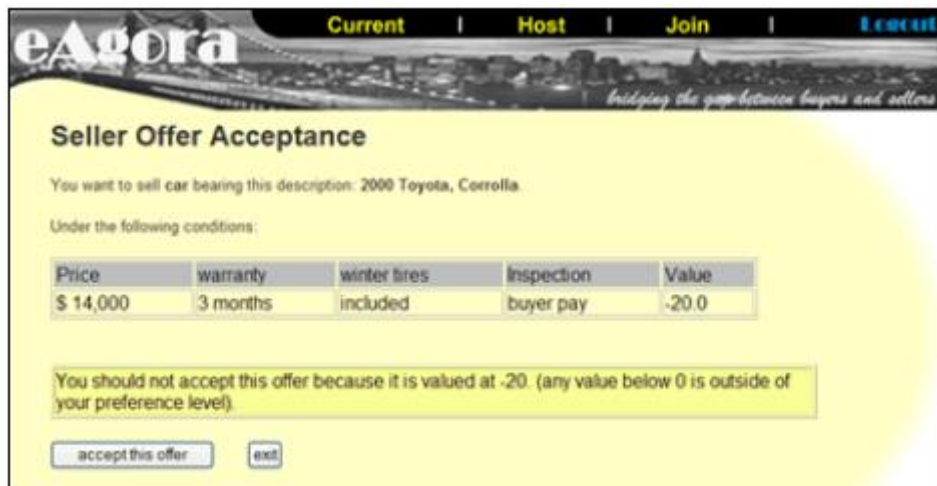 Current | Host | Join | Logout
eAgora
bridging the gap between buyers and sellers
Seller Offer Acceptance
You want to sell car bearing this description: 2000 Toyota, Corrolla.
Under the following conditions:
Price warranty winter tires Inspection Value
$ 14,000 3 months included buyer pay -20.0
You should not accept this offer because it is valued at -20. (any value below 0 is outside of
your preference level).
accept this offer exit